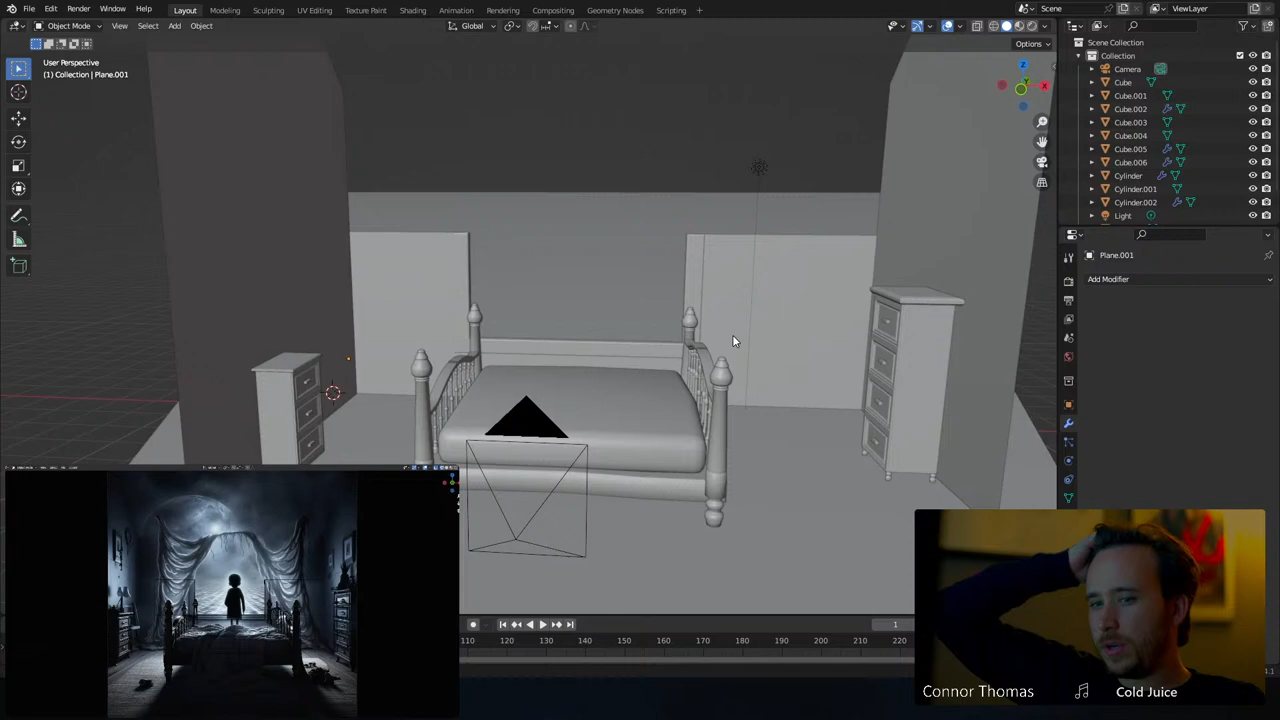 File Edit Render Window Help Layout Modeling Sculpting UV Editing Texture Paint Shading Animation Rendering Compositing Geometry Nodes Scripting Scene ViewLayer
Object Mode View Select Add Object Global
Options
User Perspective
(1) Collection | Plane.001
Scene Collection
Collection
Camera
Cube
Cube.001
Cube.002
Cube.003
Cube.004
Cube.005
Cube.006
Cylinder
Cylinder.001
Cylinder.002
Light
Plane.001
Add Modifier
Z
Y
X
1
110 120 130 140 150 160 170 180 190 200 210 220
Connor Thomas Cold Juice